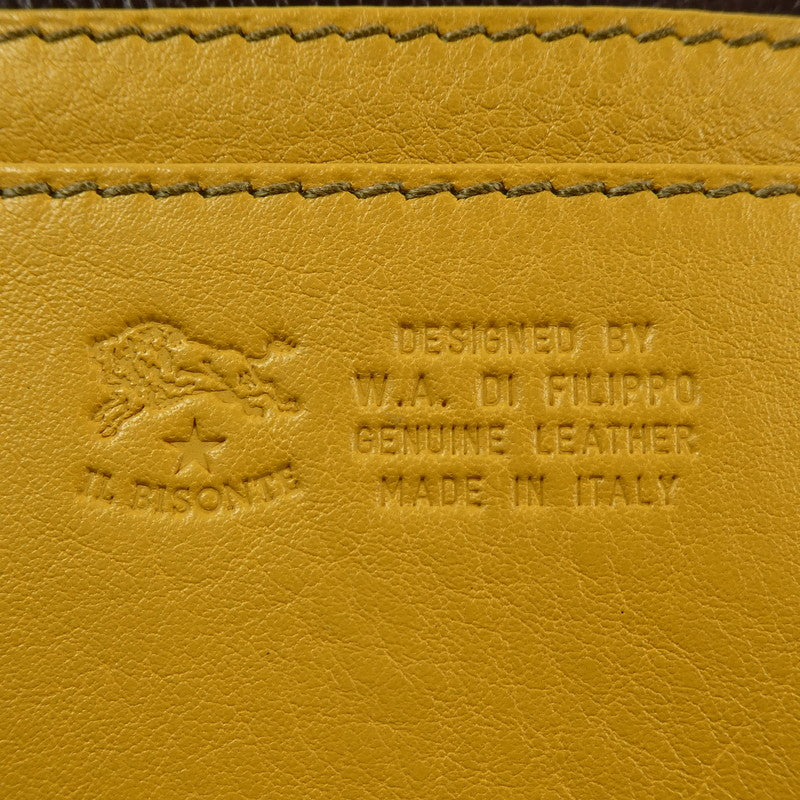 IL BISONTE
DESIGNED BY
W.A. DI FILIPPO
GENUINE LEATHER
MADE IN ITALY